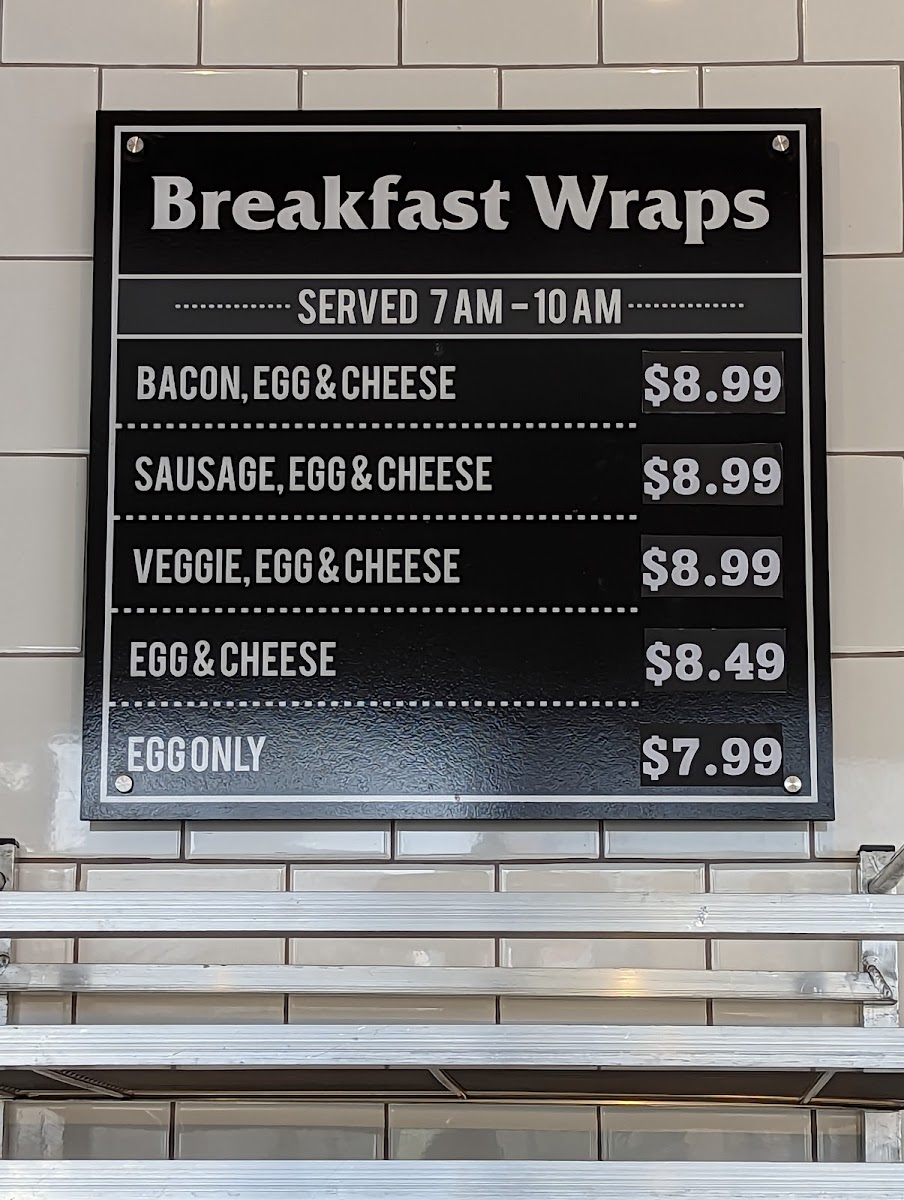 Breakfast Wraps
SERVED 7 AM - 10 AM
BACON, EGG & CHEESE $8.99
SAUSAGE, EGG & CHEESE $8.99
VEGGIE, EGG & CHEESE $8.99
EGG & CHEESE $8.49
EGG ONLY $7.99